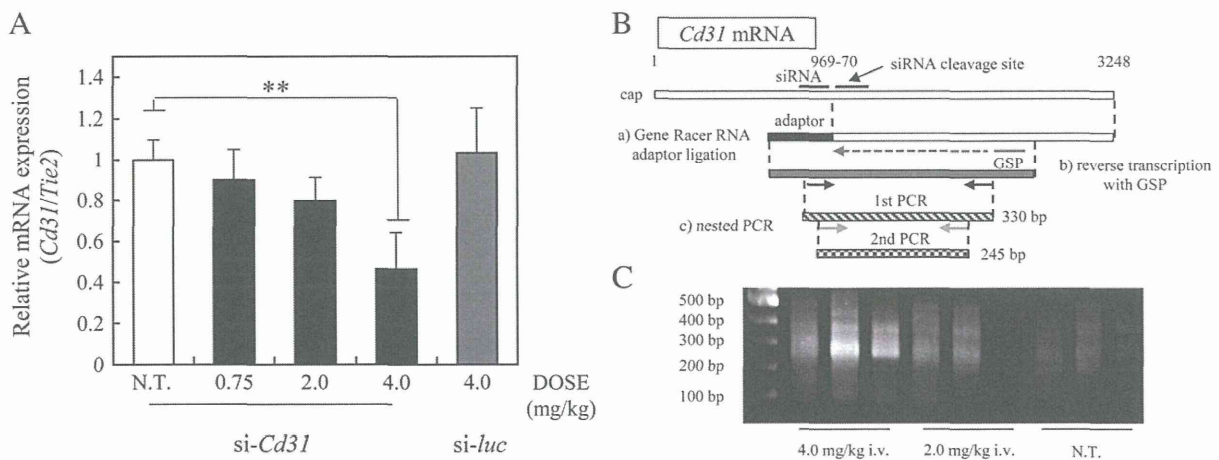 A
Relative mRNA expression
(Cd31/Tie2)
1.4
1.2
1
0.8
0.6
0.4
0.2
0
**
N.T. 0.75 2.0 4.0 4.0 DOSE
(mg/kg)
si-Cd31 si-luc
B
Cd31 mRNA
1 969-70 3248
siRNA siRNA cleavage site
cap
adaptor
a) Gene Racer RNA
adaptor ligation
GSP
b) reverse transcription
with GSP
1st PCR
330 bp
c) nested PCR
2nd PCR
245 bp
C
500 bp
400 bp
300 bp
200 bp
100 bp
4.0 mg/kg i.v. 2.0 mg/kg i.v. N.T.